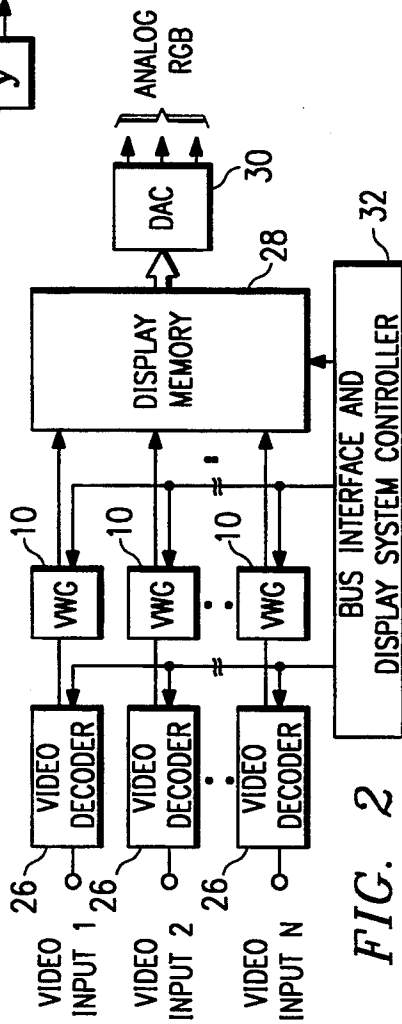 y
VIDEO
INPUT 1
26
VIDEO
DECODER
10
VWG
VIDEO
INPUT 2
26
VIDEO
DECODER
10
VWG
VIDEO
INPUT N
26
VIDEO
DECODER
10
VWG
DISPLAY
MEMORY
28
DAC
30
ANALOG
RGB
BUS INTERFACE AND
DISPLAY SYSTEM CONTROLLER
32
FIG. 2